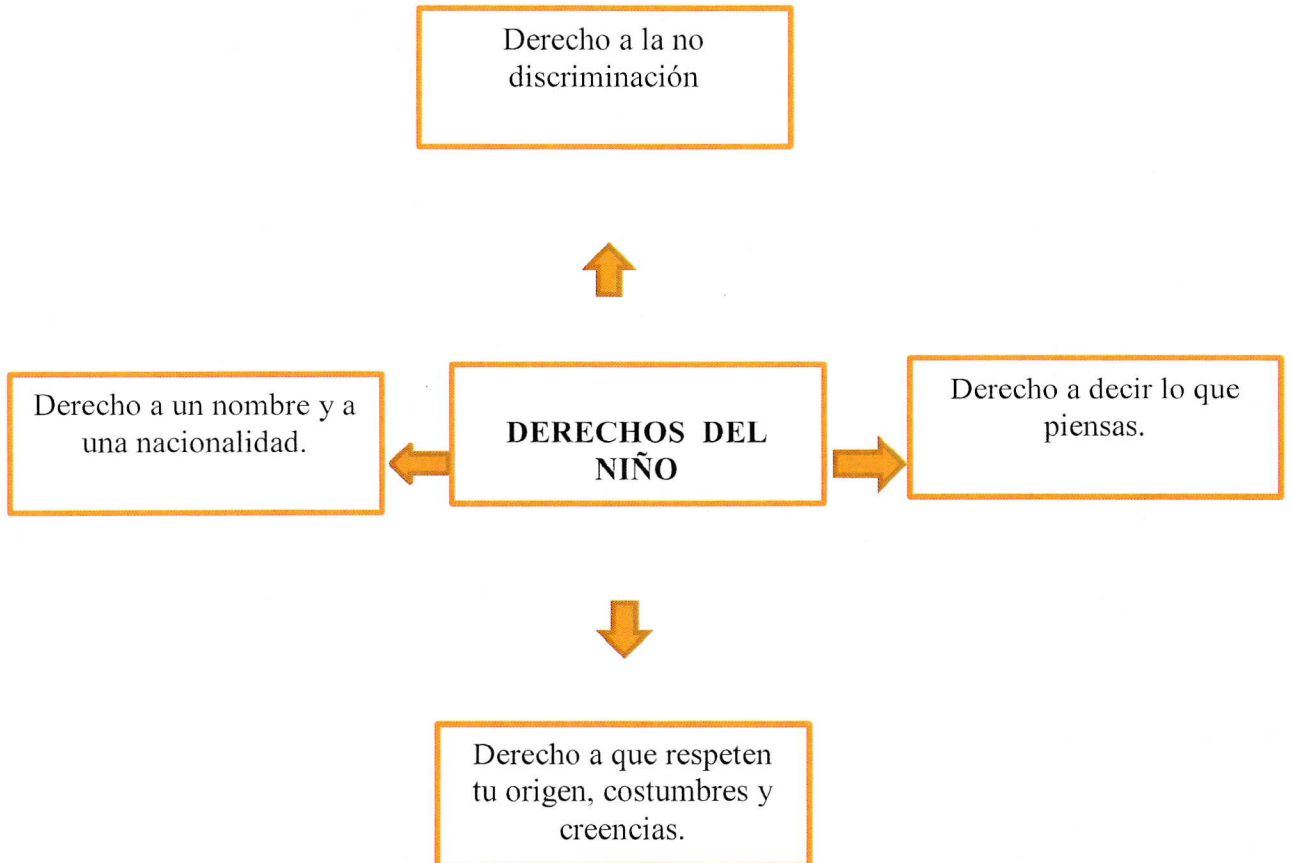 Derecho a la no
discriminación
Derecho a un nombre y a
una nacionalidad.
DERECHOS DEL
NIÑO
Derecho a decir lo que
piensas.
Derecho a que respeten
tu origen, costumbres y
creencias.